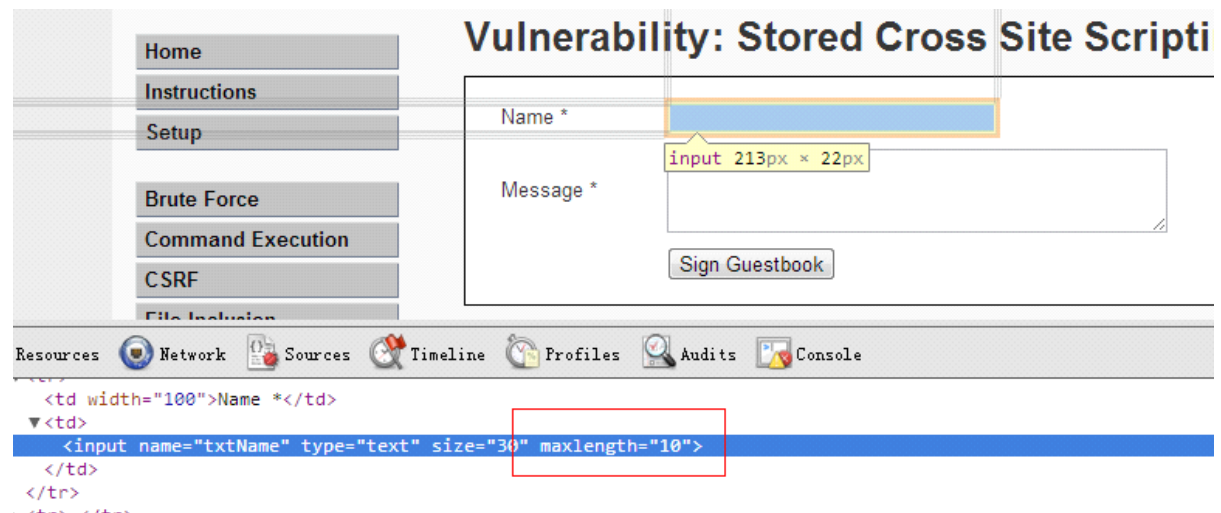 Vulnerability: Stored Cross Site Scripti
Home
Instructions
Setup
Brute Force
Command Execution
CSRF
File Inclusion
Name *
input 213px × 22px
Message *
Sign Guestbook
Resources Network Sources Timeline Profiles Audits Console
<td width="100">Name *</td>
▼<td>
<input name="txtName" type="text" size="30" maxlength="10">
</td>
</tr>